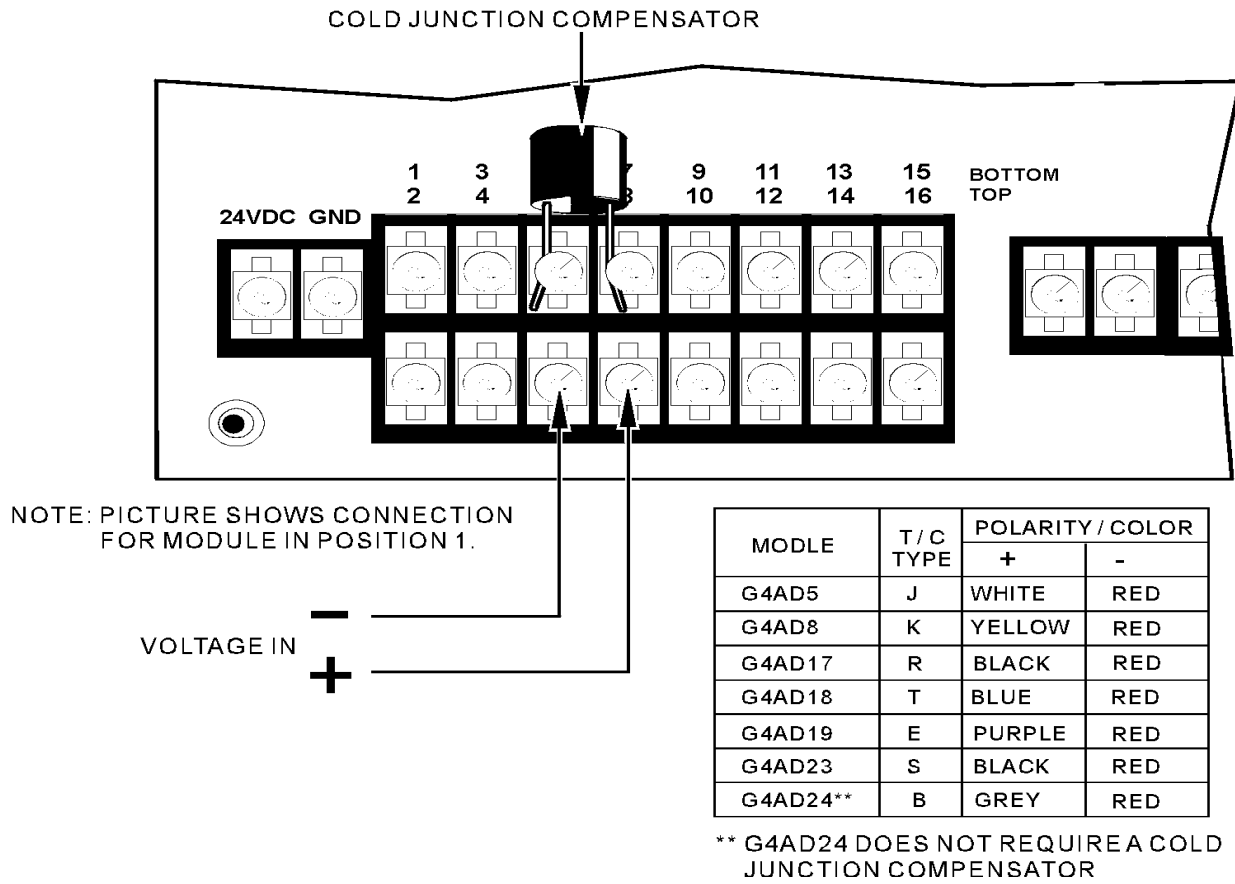 COLD JUNCTION COMPENSATOR
1 3 7 9 11 13 15 BOTTOM
2 4 8 10 12 14 16 TOP
24VDC GND
NOTE: PICTURE SHOWS CONNECTION
FOR MODULE IN POSITION 1.
VOLTAGE IN
−
+
MODLE T/C TYPE POLARITY / COLOR
+ -
G4AD5 J WHITE RED
G4AD8 K YELLOW RED
G4AD17 R BLACK RED
G4AD18 T BLUE RED
G4AD19 E PURPLE RED
G4AD23 S BLACK RED
G4AD24** B GREY RED
** G4AD24 DOES NOT REQUIRE A COLD
JUNCTION COMPENSATOR